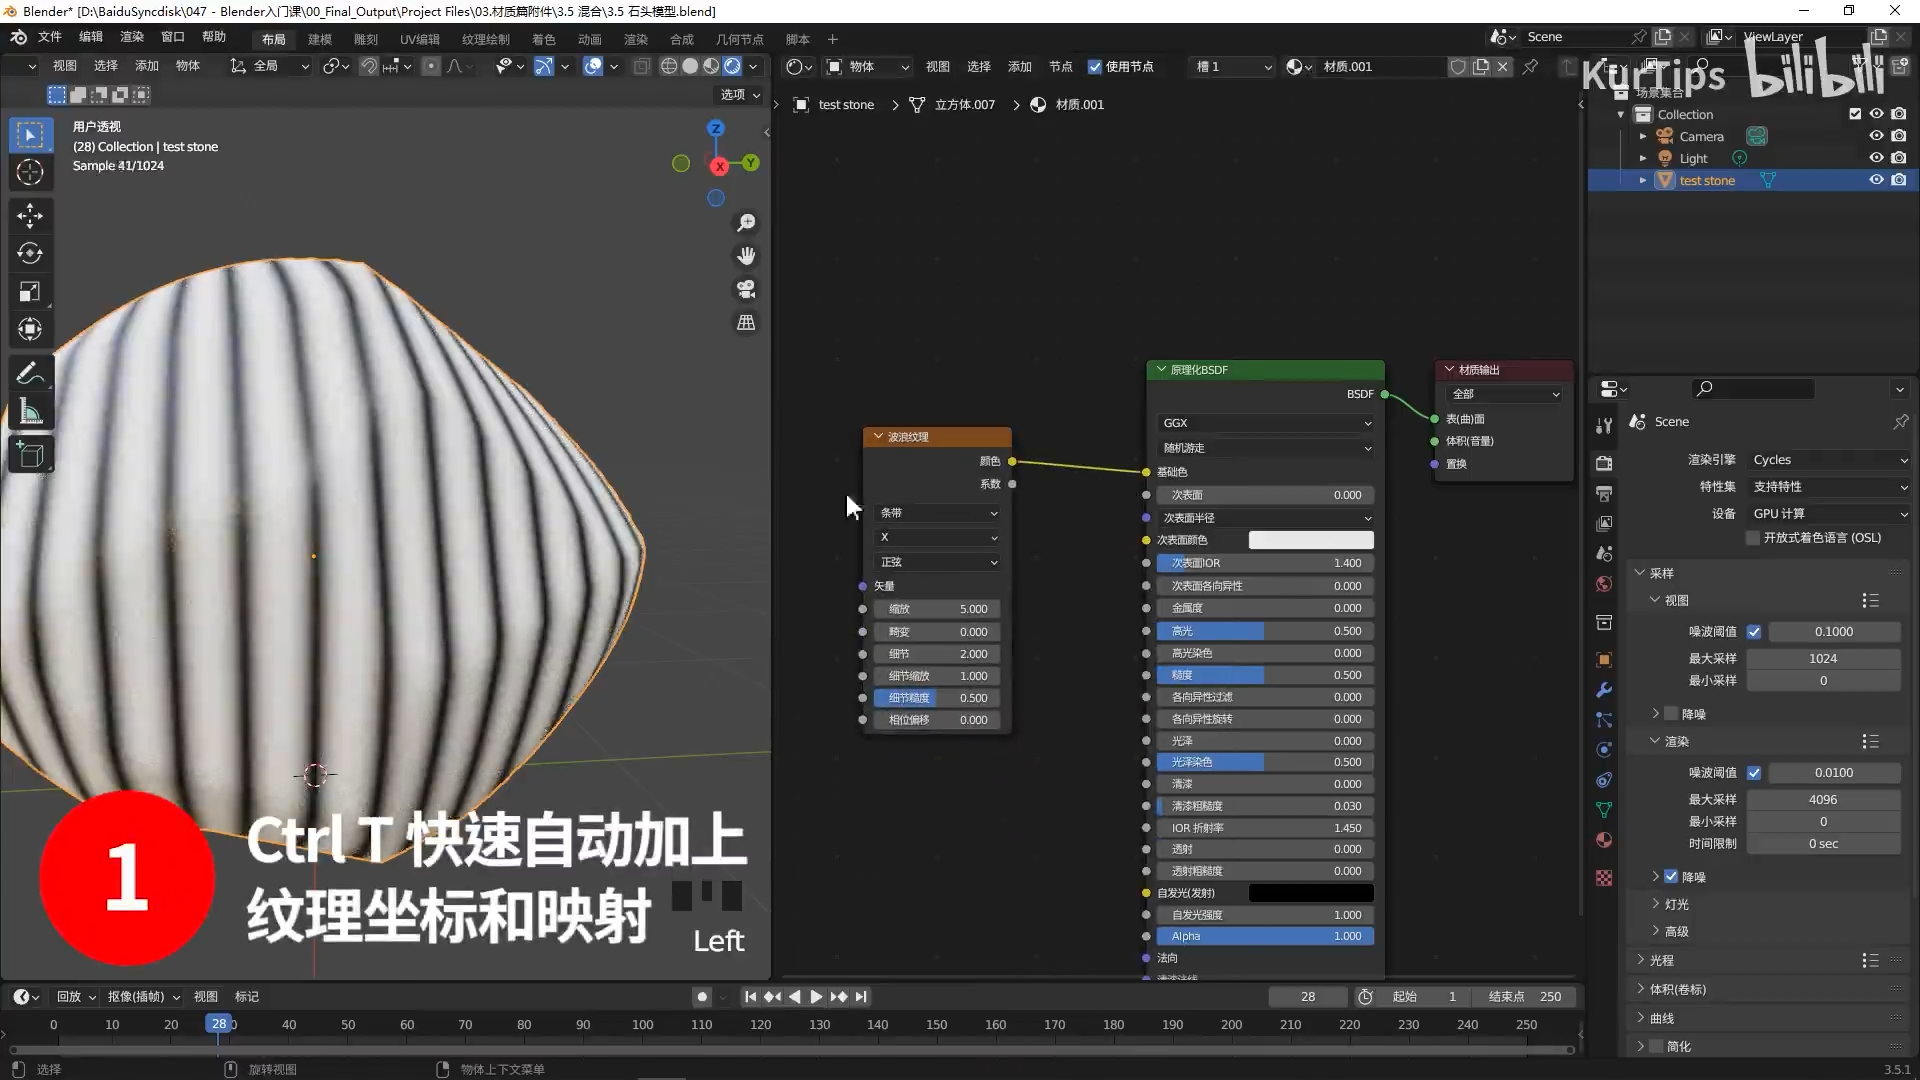 Blender* [D:\BaiduSyncdisk\047 - Blender入门课\00_Final_Output\Project Files\03.材质篇附件\3.5 混合\3.5 石头模型.blend]
文件 编辑 渲染 窗口 帮助 布局 建模 雕刻 UV编辑 纹理绘制 着色 动画 渲染 合成 几何节点 脚本 +
Scene
ViewLayer
视图 选择 添加 物体 全局
选项
物体 视图 选择 添加 节点 使用节点 槽 1 材质.001
KurTips bilibili
test stone > 立方体.007 > 材质.001
用户透视
(28) Collection | test stone
Sample 41/1024
Z
Y
X
场景集合
Collection
Camera
Light
test stone
波浪纹理
颜色
系数
条带
X
正弦
矢量
缩放 5.000
畸变 0.000
细节 2.000
细节缩放 1.000
细节糙度 0.500
相位偏移 0.000
原理化BSDF
BSDF
GGX
随机游走
基础色
次表面 0.000
次表面半径
次表面颜色
次表面IOR 1.400
次表面各向异性 0.000
金属度 0.000
高光 0.500
高光染色 0.000
糙度 0.500
各向异性过滤 0.000
各向异性旋转 0.000
光泽 0.000
光泽染色 0.500
清漆 0.000
清漆粗糙度 0.030
IOR 折射率 1.450
透射 0.000
透射粗糙度 0.000
自发光(发射)
自发光强度 1.000
Alpha 1.000
法向
材质输出
全部
表(曲)面
体积(音量)
置换
Scene
渲染引擎 Cycles
特性集 支持特性
设备 GPU 计算
开放式着色语言 (OSL)
采样
视图
噪波阈值 0.1000
最大采样 1024
最小采样 0
降噪
渲染
噪波阈值 0.0100
最大采样 4096
最小采样 0
时间限制 0 sec
降噪
灯光
高级
光程
体积(卷标)
曲线
简化
1
Ctrl T 快速自动加上
纹理坐标和映射
Left
回放 抠像(插帧) 视图 标记
28 起始 1 结束点 250
0 10 20 28 40 50 60 70 80 90 100 110 120 130 140 150 160 170 180 190 200 210 220 230 240 250
选择 旋转视图 物体上下文菜单
3.5.1